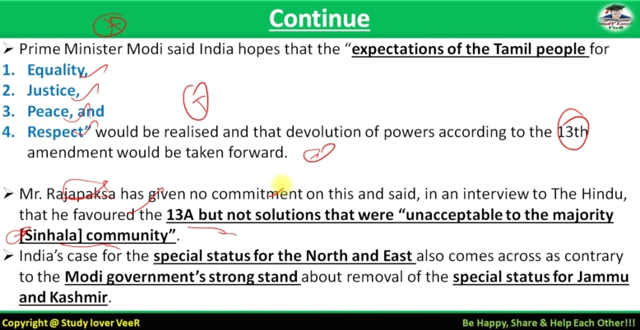 Continue
➢ Prime Minister Modi said India hopes that the “expectations of the Tamil people for
1. Equality,
2. Justice,
3. Peace, and
4. Respect” would be realised and that devolution of powers according to the 13th
amendment would be taken forward.
➢ Mr. Rajapaksa has given no commitment on this and said, in an interview to The Hindu,
that he favoured the 13A but not solutions that were “unacceptable to the majority
[Sinhala] community”.
➢ India’s case for the special status for the North and East also comes across as contrary
to the Modi government’s strong stand about removal of the special status for Jammu
and Kashmir.
Copyright @ Study lover VeeR
Be Happy, Share & Help Each Other!!!